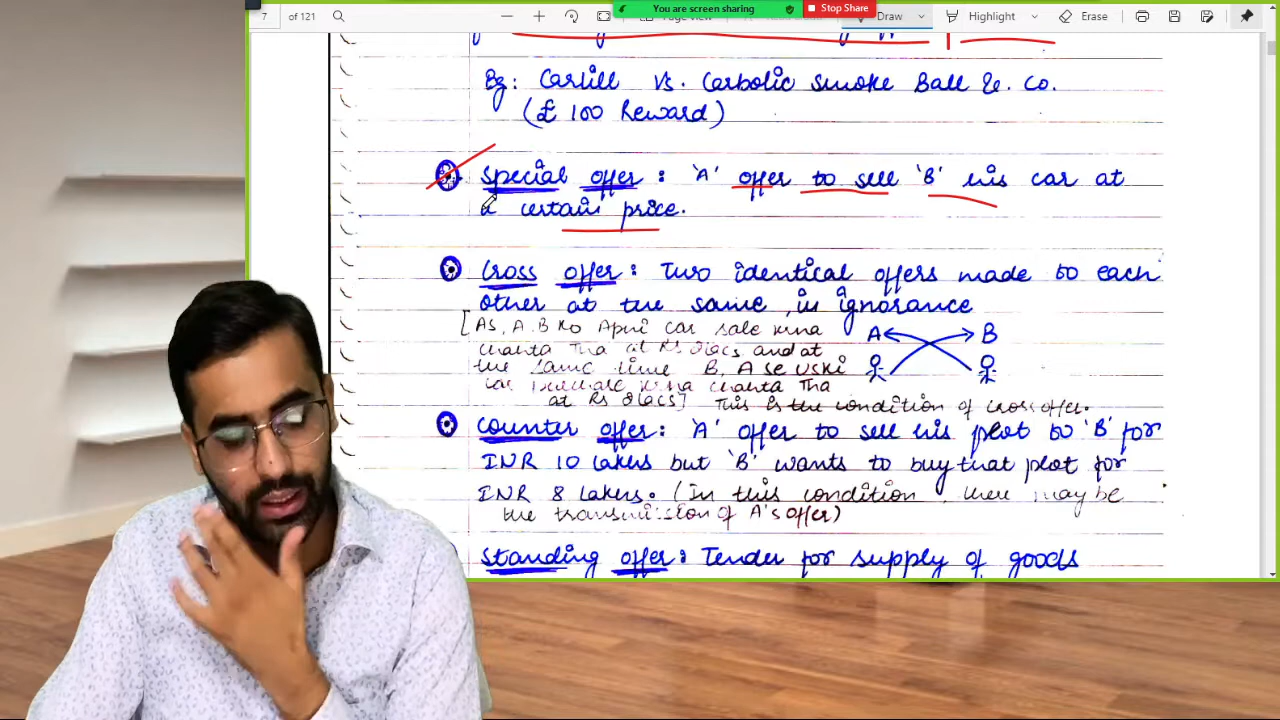 You are screen sharing
Stop Share
7 of 121
Draw
Highlight
Erase
Eg: Carlill vs. Carbolic Smoke Ball & Co.
(£ 100 Reward)
Special offer: 'A' offer to sell 'B' his car at
a certain price.
Cross offer: Two identical offers made to each
other at the same, in ignorance
[As, A.B ko Apni car sale krna
chahta tha at Rs and at
the same time B, A se uski
car krna chahta tha
at Rs ] This is the condition of cross offer.
A B
Counter offer: 'A' offer to sell his plot to 'B' for
INR 10 lakhs but 'B' wants to buy that plot for
INR 8 lakhs. (In this condition, there may be
the of A's offer)
Standing offer: Tender for supply of goods